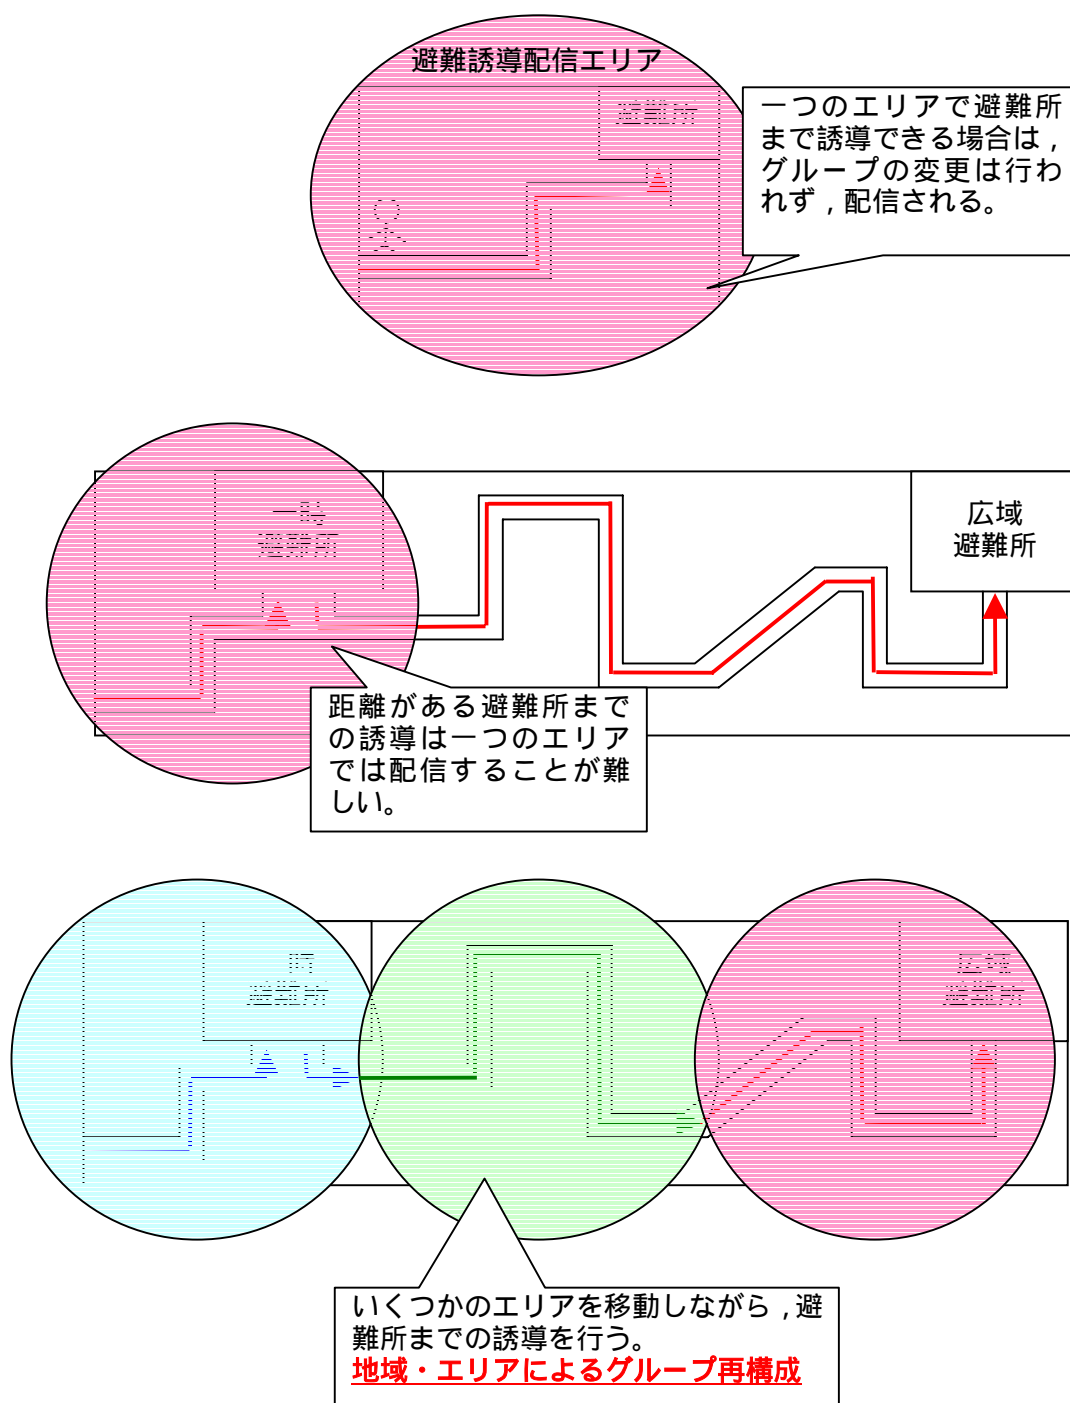 避難誘導配信エリア
避難所
一つのエリアで避難所
まで誘導できる場合は，
グループの変更は行わ
れず，配信される。
一時
避難所
広域
避難所
距離がある避難所まで
の誘導は一つのエリア
では配信することが難
しい。
時
避難所
広域
避難所
いくつかのエリアを移動しながら，避
難所までの誘導を行う。
地域・エリアによるグループ再構成